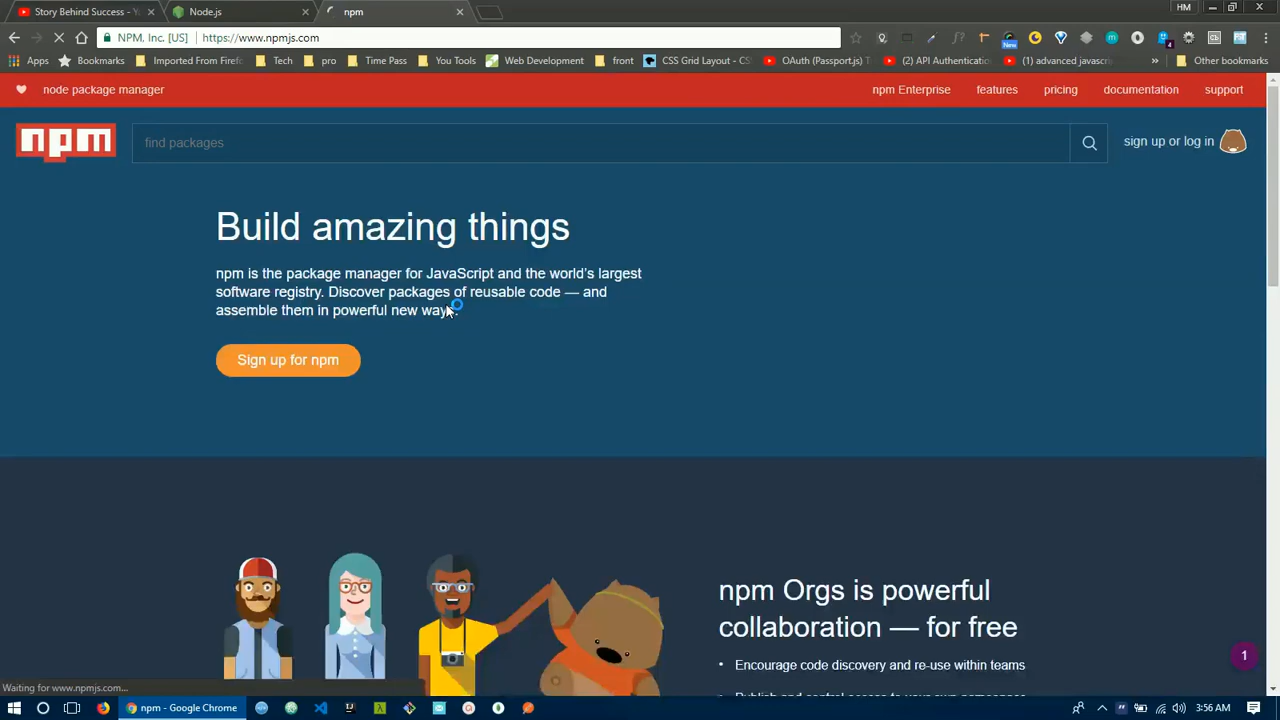 Story Behind Success - Y
Node.js
npm
HM
NPM, Inc. [US]
https://www.npmjs.com
New
4
Apps
Bookmarks
Imported From Firef
Tech
pro
Time Pass
You Tools
Web Development
front
CSS Grid Layout - CS
OAuth (Passport.js) T
(2) API Authenticatio
(1) advanced javascri
»
Other bookmarks
node package manager
npm Enterprise
features
pricing
documentation
support
npm
find packages
sign up or log in
Build amazing things
npm is the package manager for JavaScript and the world's largest
software registry. Discover packages of reusable code — and
assemble them in powerful new ways.
Sign up for npm
npm Orgs is powerful
collaboration — for free
• Encourage code discovery and re-use within teams
1
Waiting for www.npmjs.com...
npm - Google Chrome
3:56 AM